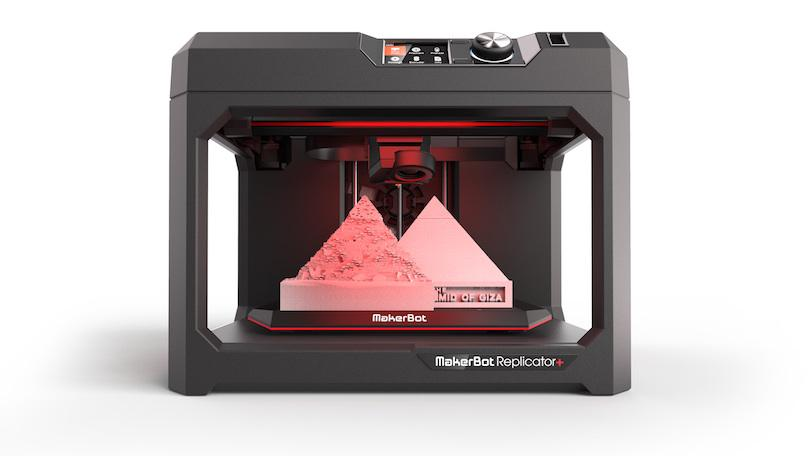 MID OF GIZA
MakerBot
MakerBot Replicator+